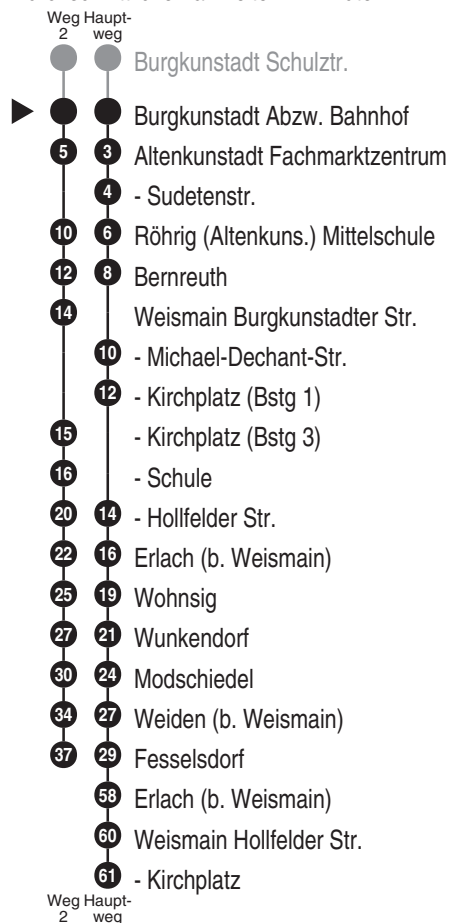 Weg Haupt-
2 weg
Burgkunstadt Schulztr.
Burgkunstadt Abzw. Bahnhof
5 3 Altenkunstadt Fachmarktzentrum
4 - Sudetenstr.
10 6 Röhrig (Altenkuns.) Mittelschule
12 8 Bernreuth
14 Weismain Burgkunstadter Str.
10 - Michael-Dechant-Str.
12 - Kirchplatz (Bstg 1)
15 - Kirchplatz (Bstg 3)
16 - Schule
20 14 - Hollfelder Str.
22 16 Erlach (b. Weismain)
25 19 Wohnsig
27 21 Wunkendorf
30 24 Modschiedel
34 27 Weiden (b. Weismain)
37 29 Fesselsdorf
58 Erlach (b. Weismain)
60 Weismain Hollfelder Str.
61 - Kirchplatz
Weg Haupt-
2 weg